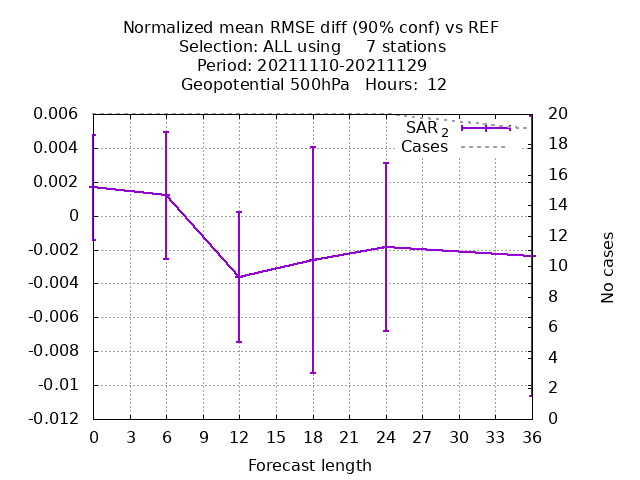 Normalized mean RMSE diff (90% conf) vs REF
Selection: ALL using 7 stations
Period: 20211110-20211129
Geopotential 500hPa Hours: 12
SAR 2
Cases
0.006
0.004
0.002
0
-0.002
-0.004
-0.006
-0.008
-0.01
-0.012
20
18
16
14
12
10
8
6
4
2
0
No cases
0 3 6 9 12 15 18 21 24 27 30 33 36
Forecast length